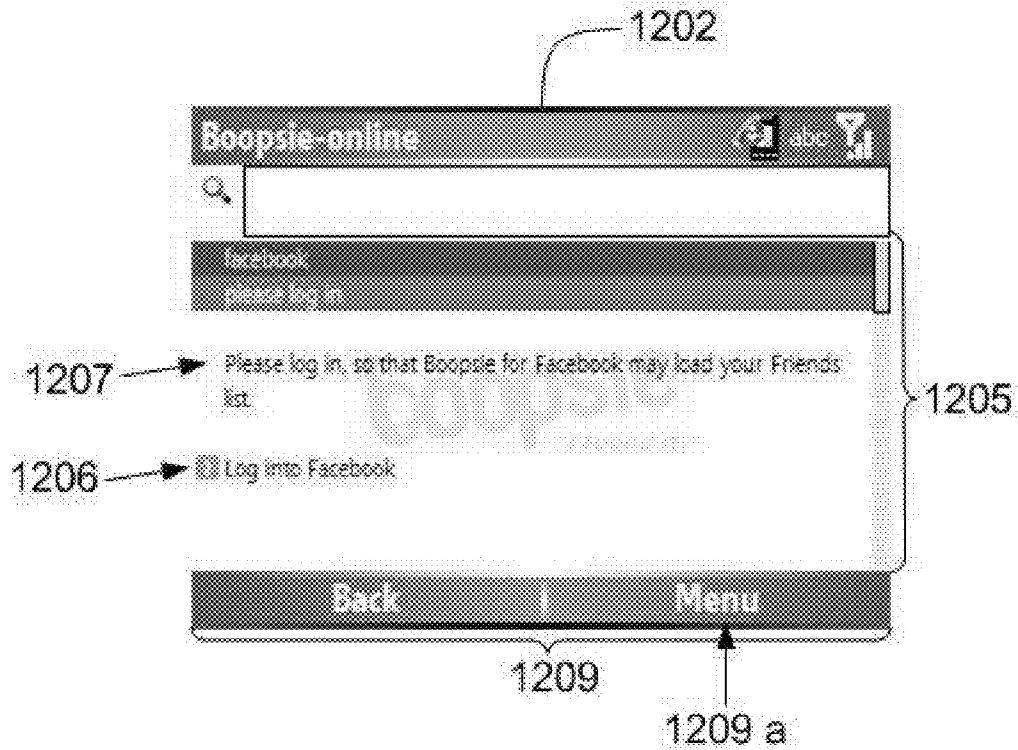 1202
Boopsie-online abc
facebook
please log in
1207 Please log in, so that Boopsie for Facebook may load your Friends
list.
boopsie
1205
1206 Log into Facebook
Back | Menu
1209
1209 a